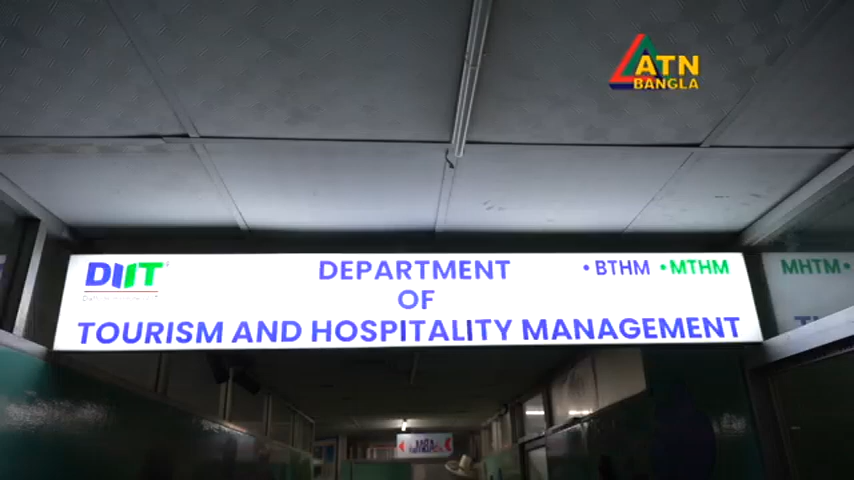 ATN
BANGLA
DIIT
DEPARTMENT
OF
TOURISM AND HOSPITALITY MANAGEMENT
• BTHM • MTHM
MHTM •